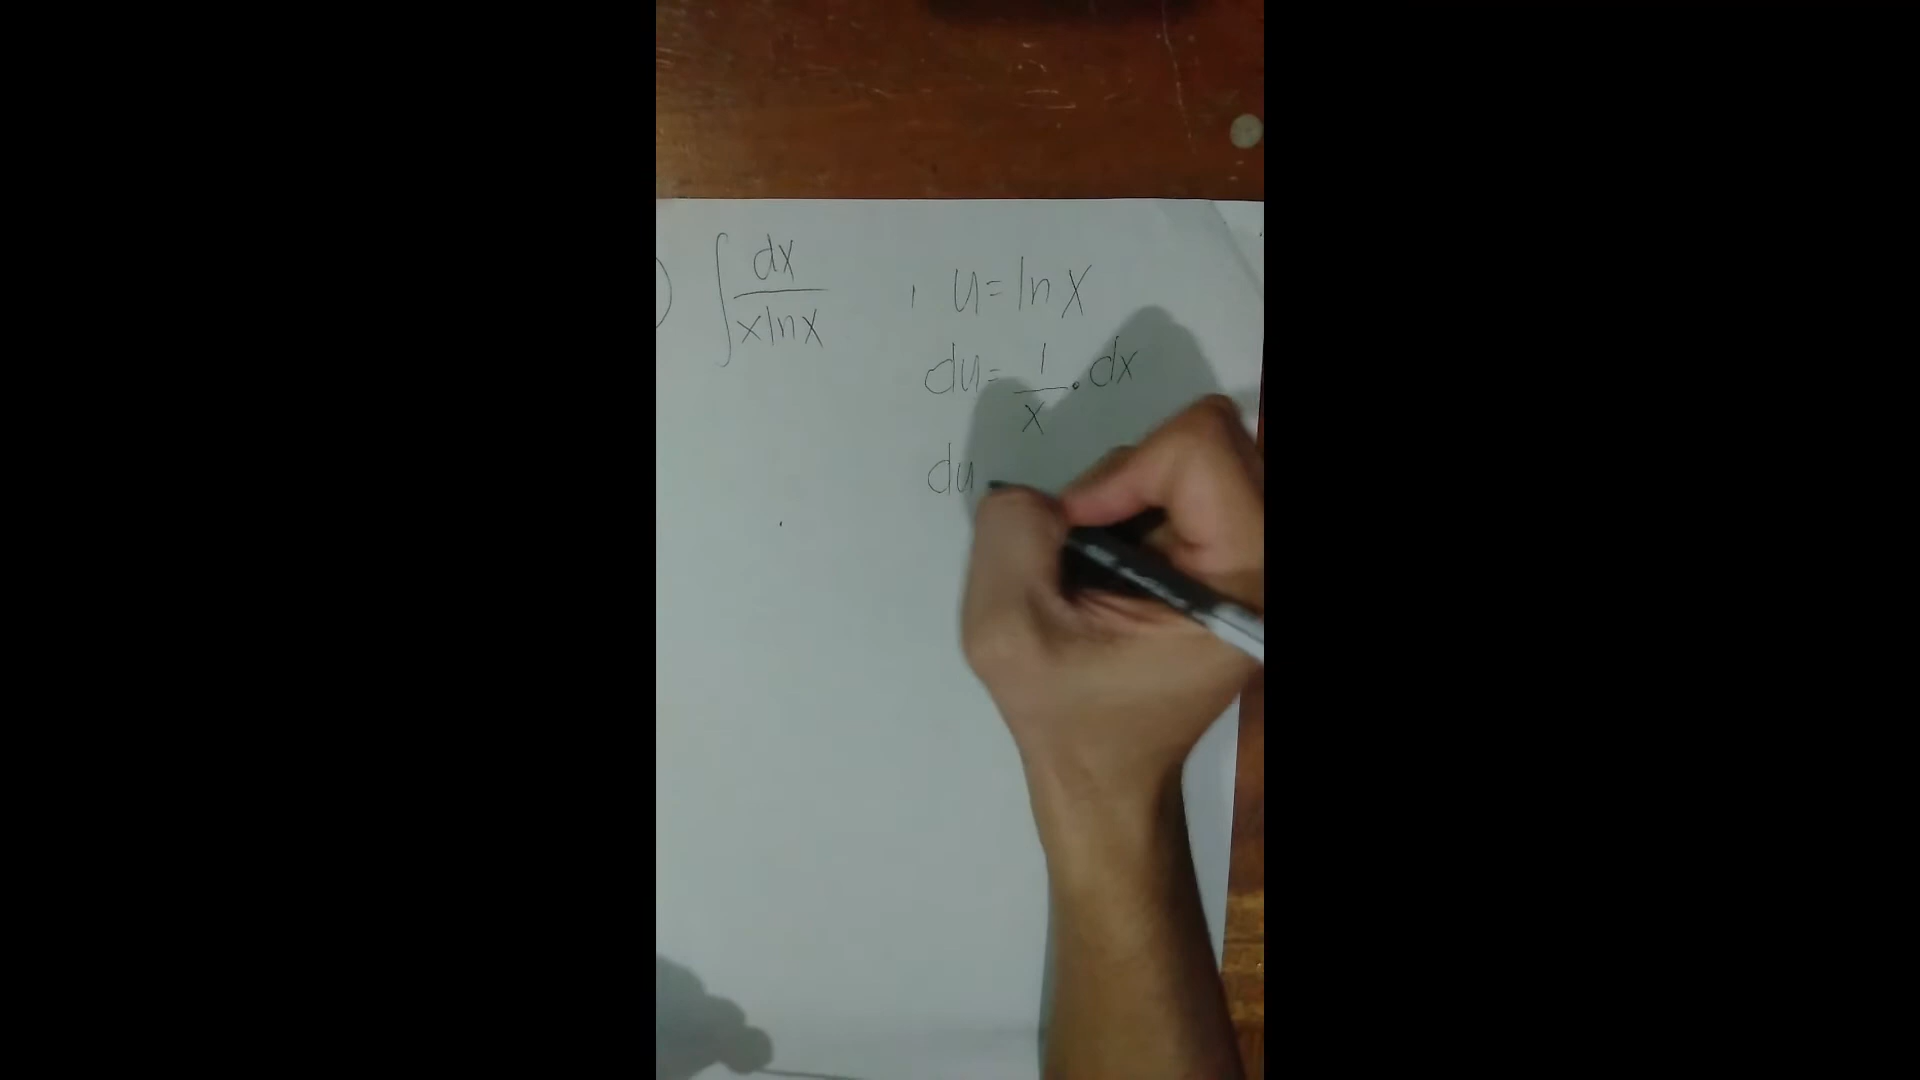 ) ∫ dx / x ln x , u = ln x
du = 1/x · dx
du